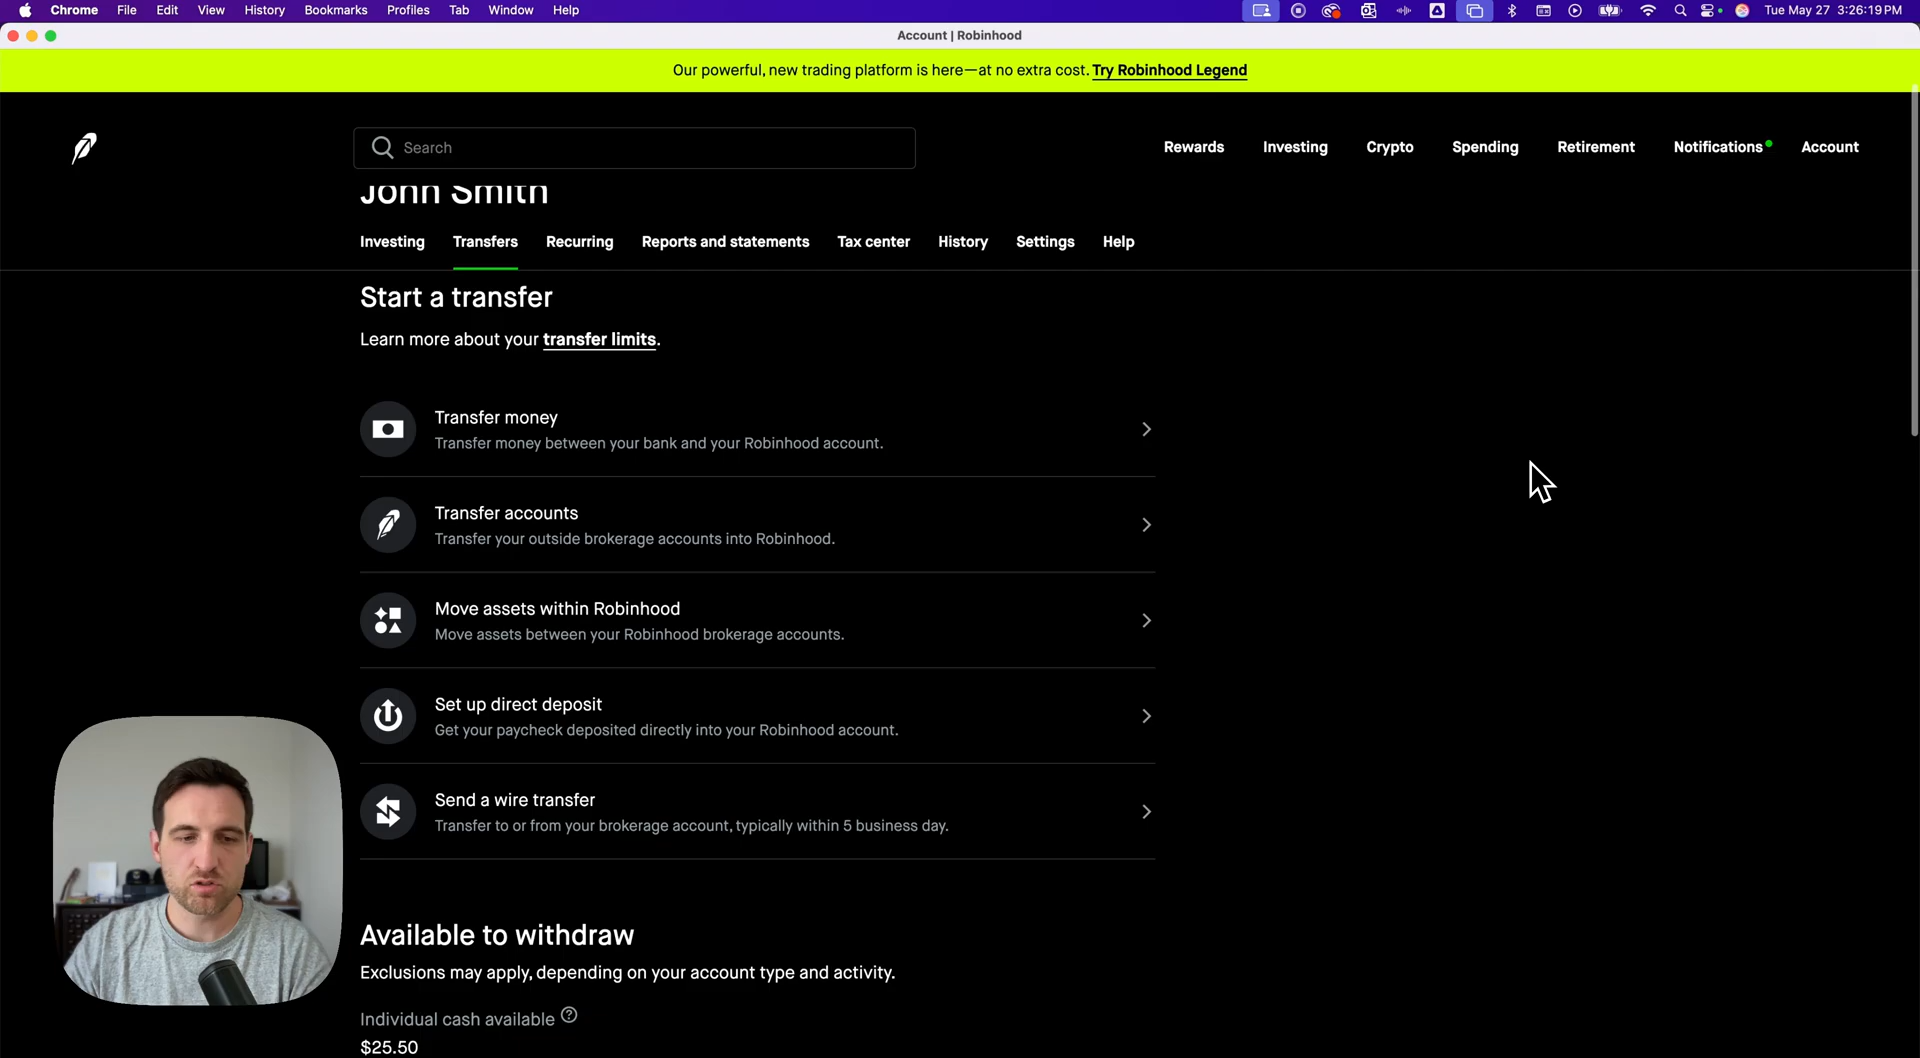 Chrome File Edit View History Bookmarks Profiles Tab Window Help Tue May 27 3:26:19 PM
Account | Robinhood
Our powerful, new trading platform is here—at no extra cost. Try Robinhood Legend
Search Rewards Investing Crypto Spending Retirement Notifications Account
John Smith
Investing Transfers Recurring Reports and statements Tax center History Settings Help
Start a transfer
Learn more about your transfer limits.
Transfer money
Transfer money between your bank and your Robinhood account.
Transfer accounts
Transfer your outside brokerage accounts into Robinhood.
Move assets within Robinhood
Move assets between your Robinhood brokerage accounts.
Set up direct deposit
Get your paycheck deposited directly into your Robinhood account.
Send a wire transfer
Transfer to or from your brokerage account, typically within 5 business day.
Available to withdraw
Exclusions may apply, depending on your account type and activity.
Individual cash available ?
$25.50